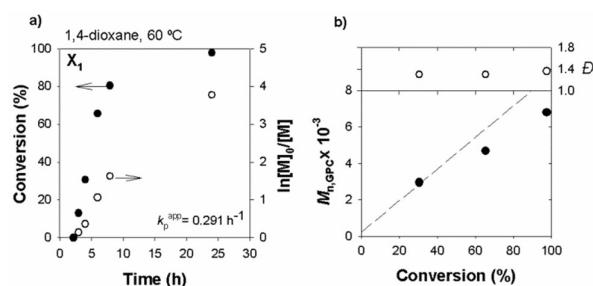 a)
1,4-dioxane, 60 ºC
X1
100
80
60
40
20
0
Conversion (%)
5
4
3
2
1
0
ln[M]0/[M]
kp^app = 0.291 h^-1
0 5 10 15 20 25 30
Time (h)
b)
1.8
1.4
1.0
Đ
8
6
4
2
0
Mn,GPC X 10^-3
0 20 40 60 80 100
Conversion (%)